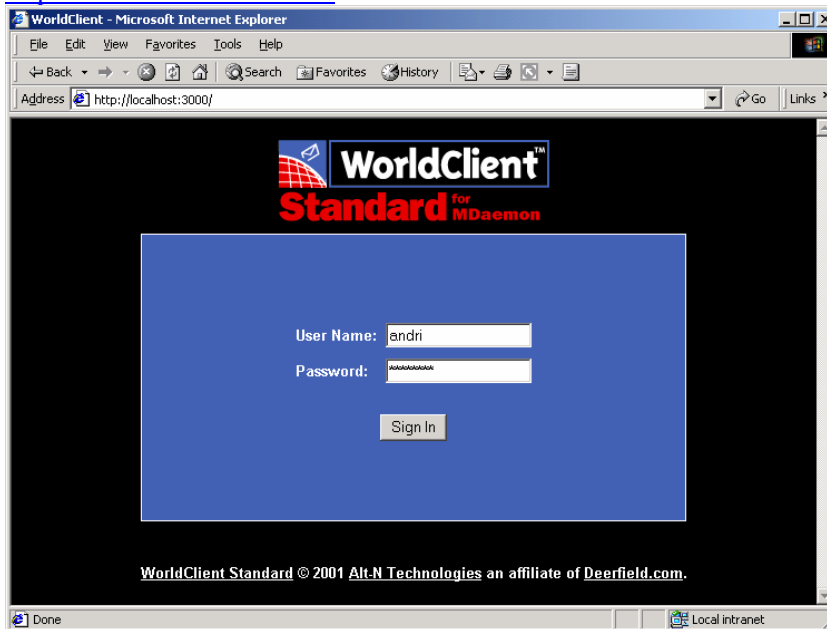 WorldClient - Microsoft Internet Explorer
File Edit View Favorites Tools Help
Back Search Favorites History
Address http://localhost:3000/ Go Links
WorldClient™
Standard for MDaemon
User Name: andri
Password: *********
Sign In
WorldClient Standard © 2001 Alt-N Technologies an affiliate of Deerfield.com.
Done Local intranet